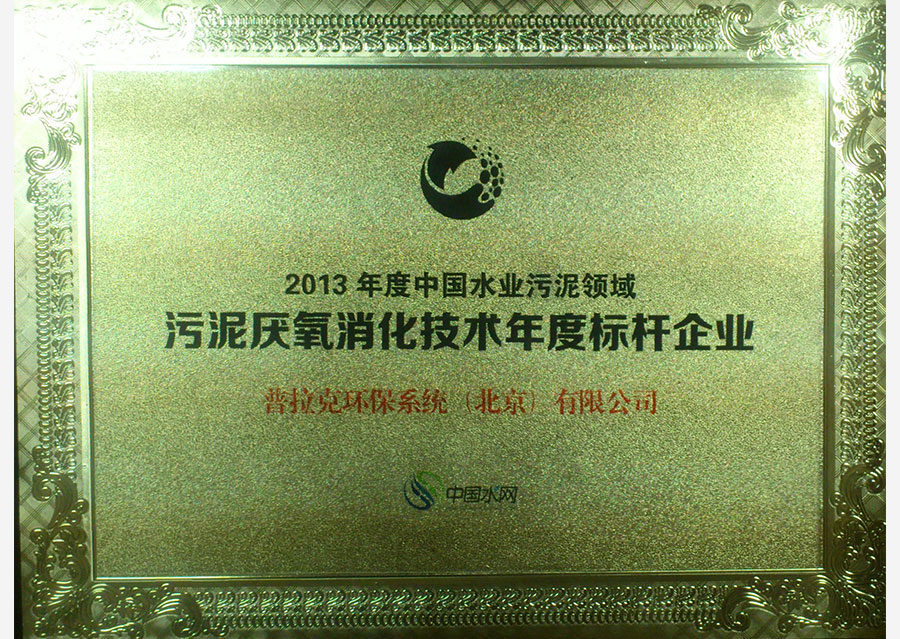 2013 年度中国水业污泥领域
污泥厌氧消化技术年度标杆企业
普拉克环保系统（北京）有限公司
中国水网